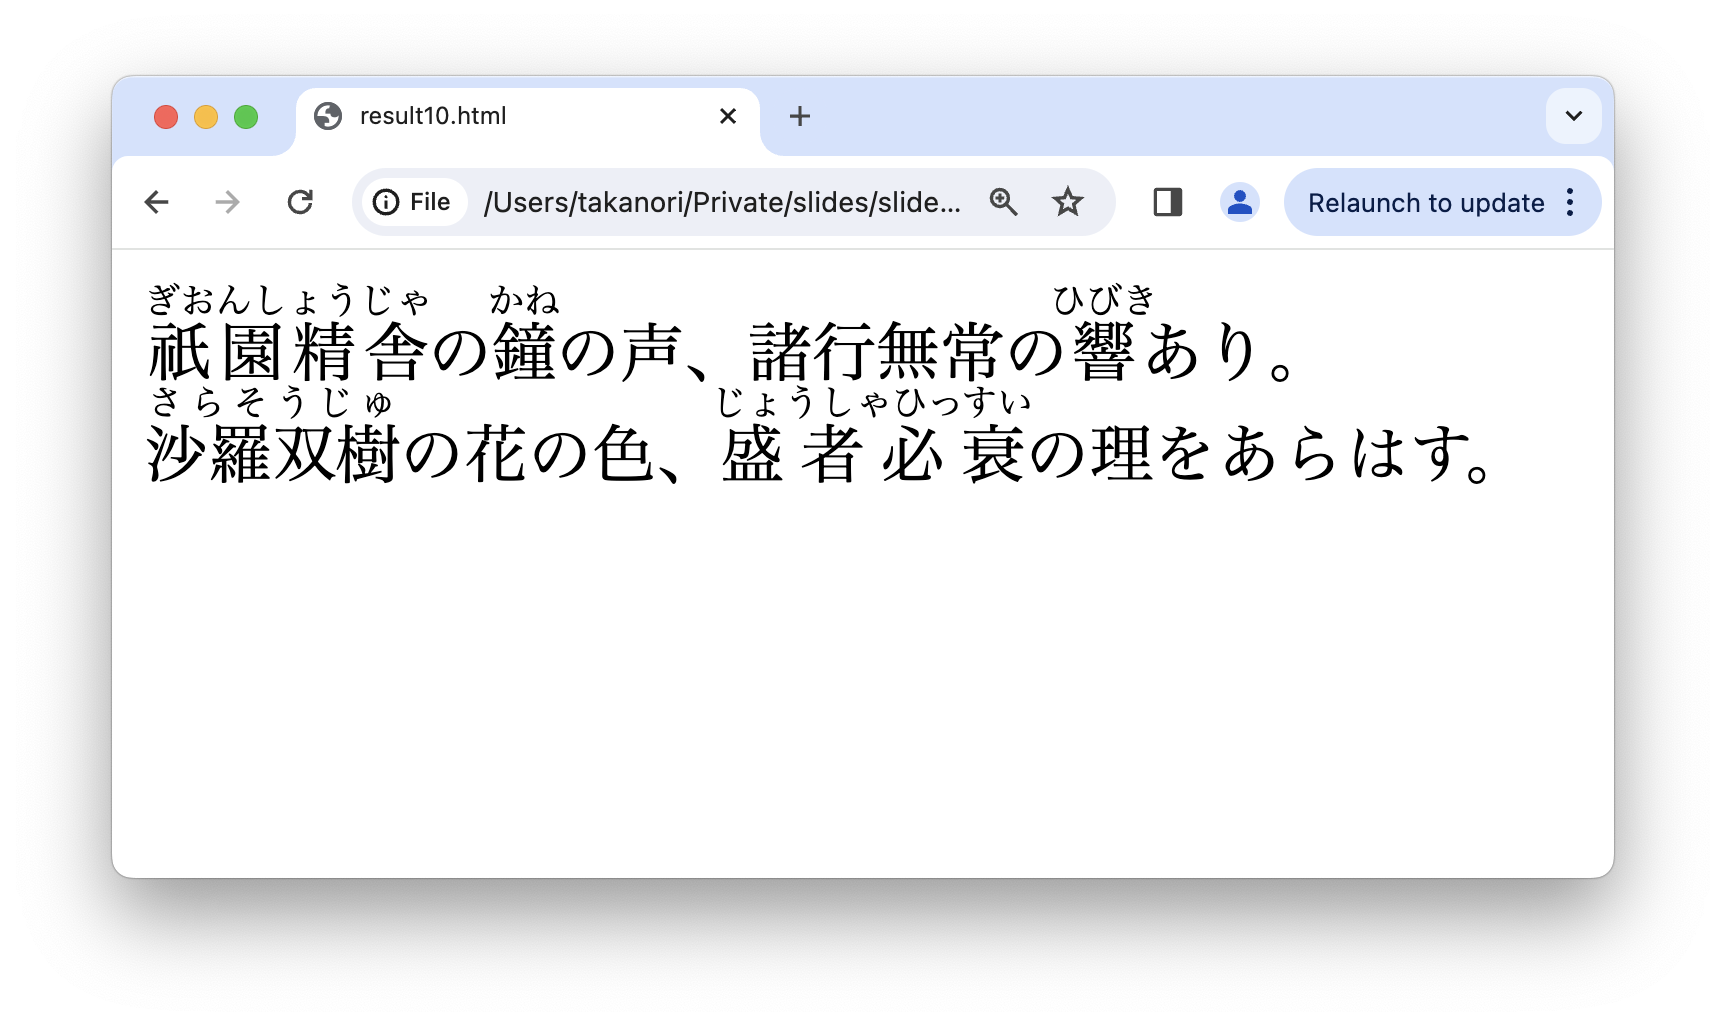 result10.html
File /Users/takanori/Private/slides/slide... Relaunch to update
ぎおんしょうじゃ かね ひびき
祇園精舎の鐘の声、諸行無常の響あり。
さらそうじゅ じょうしゃひっすい
沙羅双樹の花の色、盛者必衰の理をあらはす。